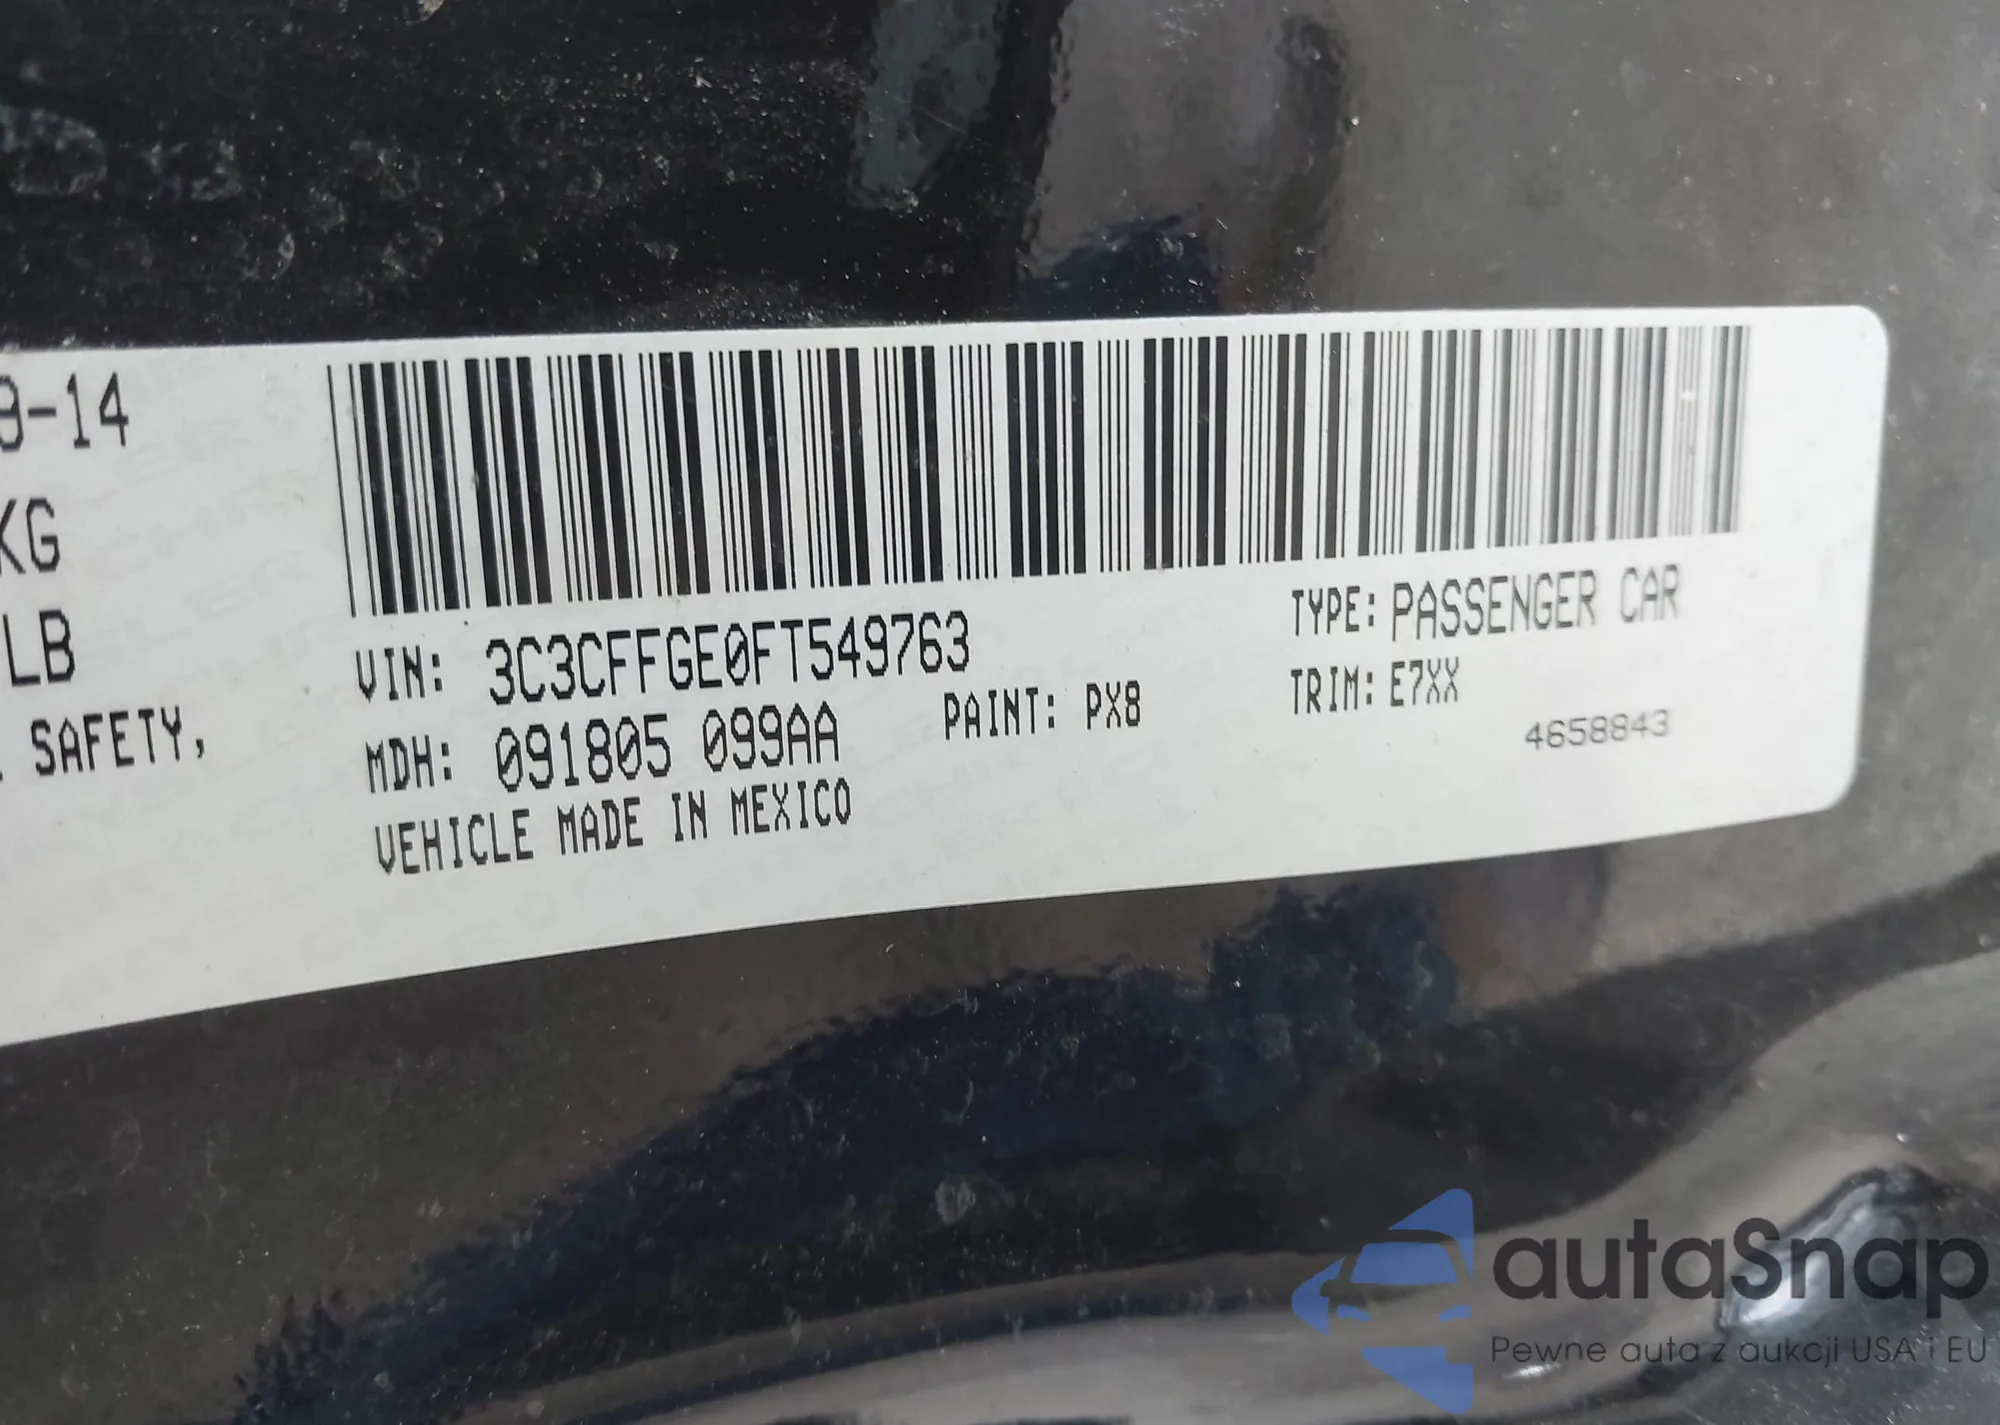 9-14
KG
LB
SAFETY,
VIN: 3C3CFFGE0FT549763
TYPE: PASSENGER CAR
MDH: 091805 099AA
PAINT: PX8
TRIM: E7XX
4658843
VEHICLE MADE IN MEXICO
autaSnap
Pewne auta z aukcji USA i EU